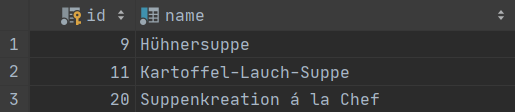 id name
1 9 Hühnersuppe
2 11 Kartoffel-Lauch-Suppe
3 20 Suppenkreation á la Chef